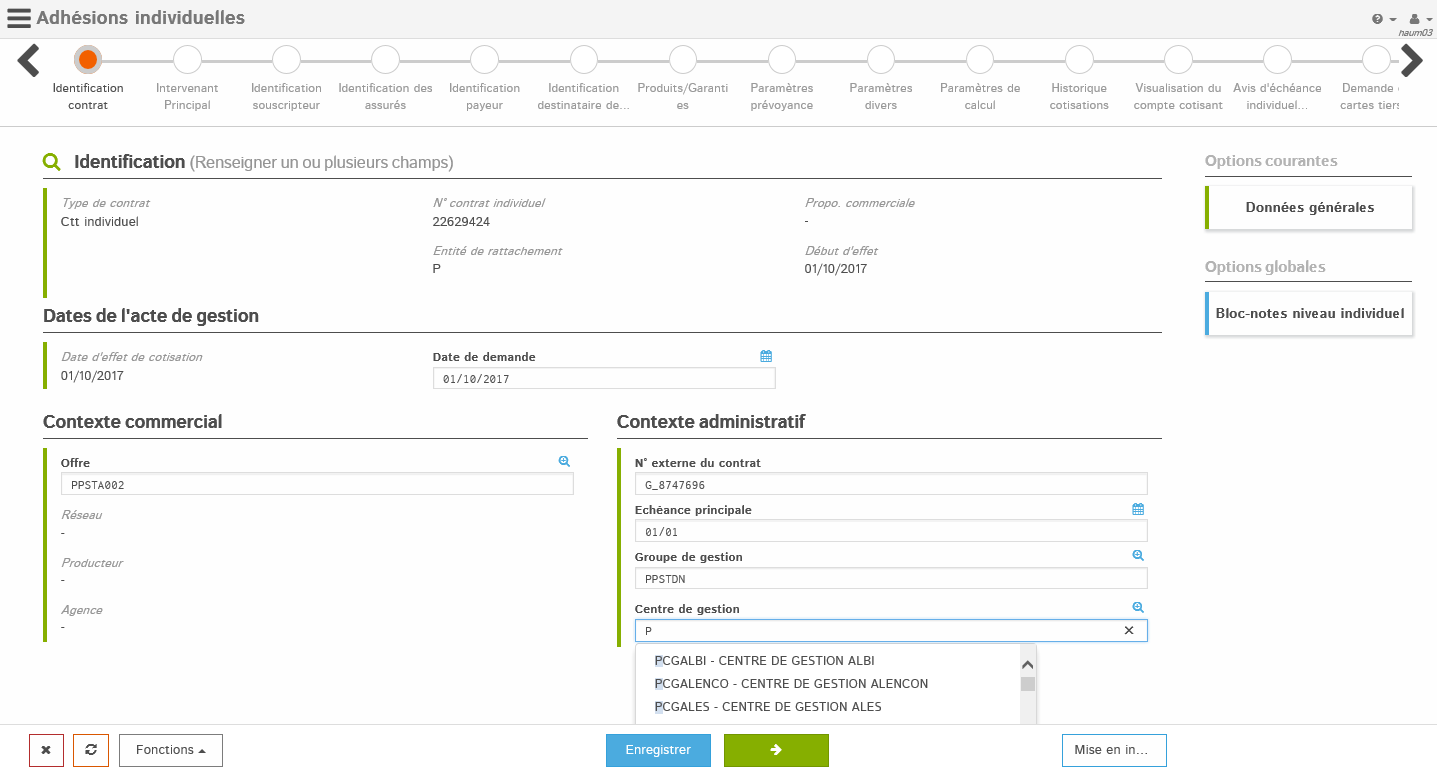 Adhésions individuelles
haum03
Identification contrat
Intervenant Principal
Identification souscripteur
Identification des assurés
Identification payeur
Identification destinataire de...
Produits/Garanti es
Paramètres prévoyance
Paramètres divers
Paramètres de calcul
Historique cotisations
Visualisation du compte cotisant
Avis d'échéance individuel...
Demande
cartes tiers
Identification (Renseigner un ou plusieurs champs)
Type de contrat
Ctt individuel
N° contrat individuel
22629424
Propo. commerciale
-
Entité de rattachement
P
Début d'effet
01/10/2017
Dates de l'acte de gestion
Date d'effet de cotisation
01/10/2017
Date de demande
01/10/2017
Contexte commercial
Offre
PPSTA002
Réseau
-
Producteur
-
Agence
-
Contexte administratif
N° externe du contrat
G_8747696
Echéance principale
01/01
Groupe de gestion
PPSTDN
Centre de gestion
P
PCGALBI - CENTRE DE GESTION ALBI
PCGALENCO - CENTRE DE GESTION ALENCON
PCGALES - CENTRE DE GESTION ALES
Options courantes
Données générales
Options globales
Bloc-notes niveau individuel
Fonctions
Enregistrer
Mise en in...